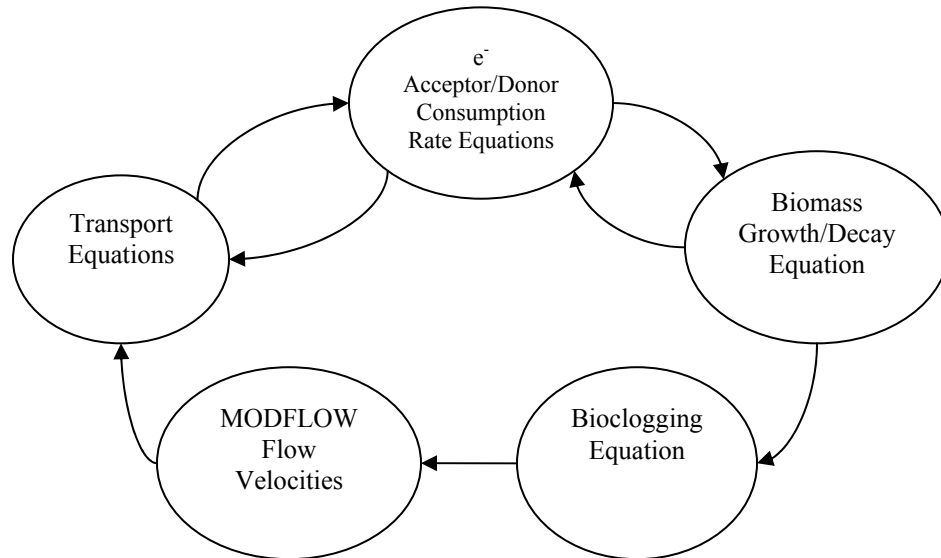 e-
Acceptor/Donor
Consumption
Rate Equations
Transport
Equations
Biomass
Growth/Decay
Equation
MODFLOW
Flow
Velocities
Bioclogging
Equation